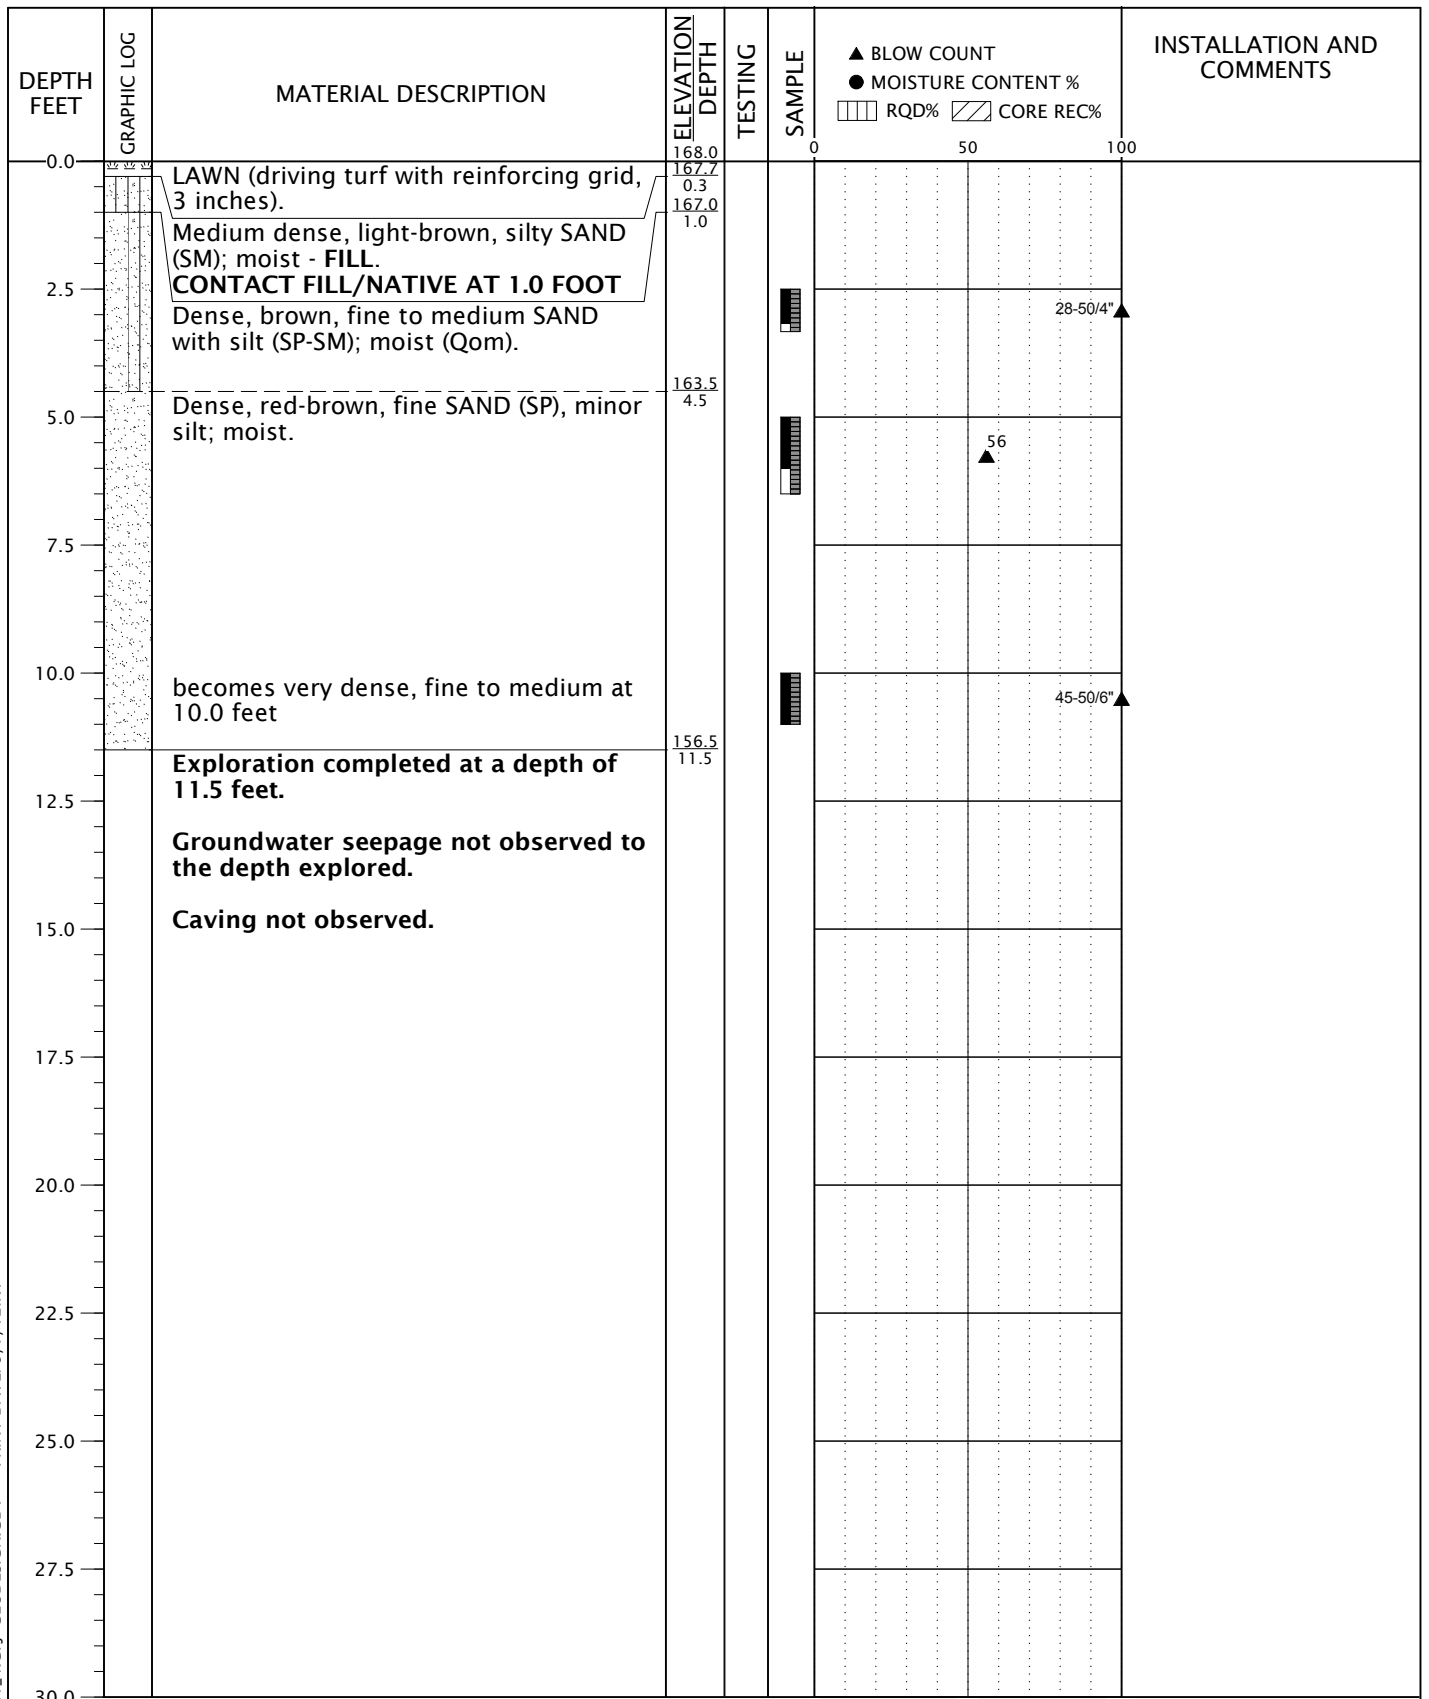 DEPTH
FEET
GRAPHIC LOG
MATERIAL DESCRIPTION
ELEVATION
DEPTH
TESTING
SAMPLE
▲ BLOW COUNT
● MOISTURE CONTENT %
RQD% CORE REC%
INSTALLATION AND
COMMENTS
0 50 100
0.0
168.0
LAWN (driving turf with reinforcing grid,
3 inches).
167.7
0.3
167.0
1.0
Medium dense, light-brown, silty SAND
(SM); moist - FILL.
CONTACT FILL/NATIVE AT 1.0 FOOT
2.5
28-50/4"
Dense, brown, fine to medium SAND
with silt (SP-SM); moist (Qom).
163.5
4.5
Dense, red-brown, fine SAND (SP), minor
silt; moist.
5.0
56
7.5
10.0
becomes very dense, fine to medium at
10.0 feet
45-50/6"
156.5
11.5
Exploration completed at a depth of
11.5 feet.
12.5
Groundwater seepage not observed to
the depth explored.
Caving not observed.
15.0
17.5
20.0
22.5
25.0
27.5
30.0